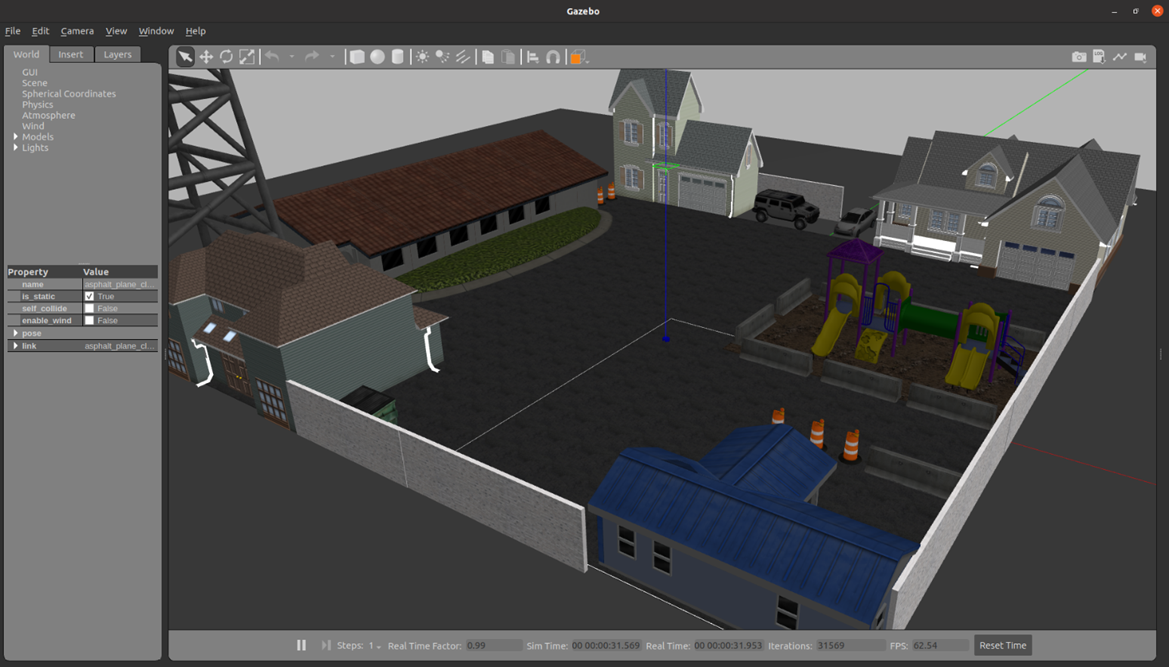 Gazebo
File Edit Camera View Window Help
World Insert Layers
GUI
Scene
Spherical Coordinates
Physics
Atmosphere
Wind
Models
Lights
Property Value
name asphalt_plane_cl...
is_static True
self_collide False
enable_wind False
pose
link asphalt_plane_cl...
Steps: 1 Real Time Factor: 0.99 Sim Time: 00 00:00:31.569 Real Time: 00 00:00:31.953 Iterations: 31569 FPS: 62.54 Reset Time